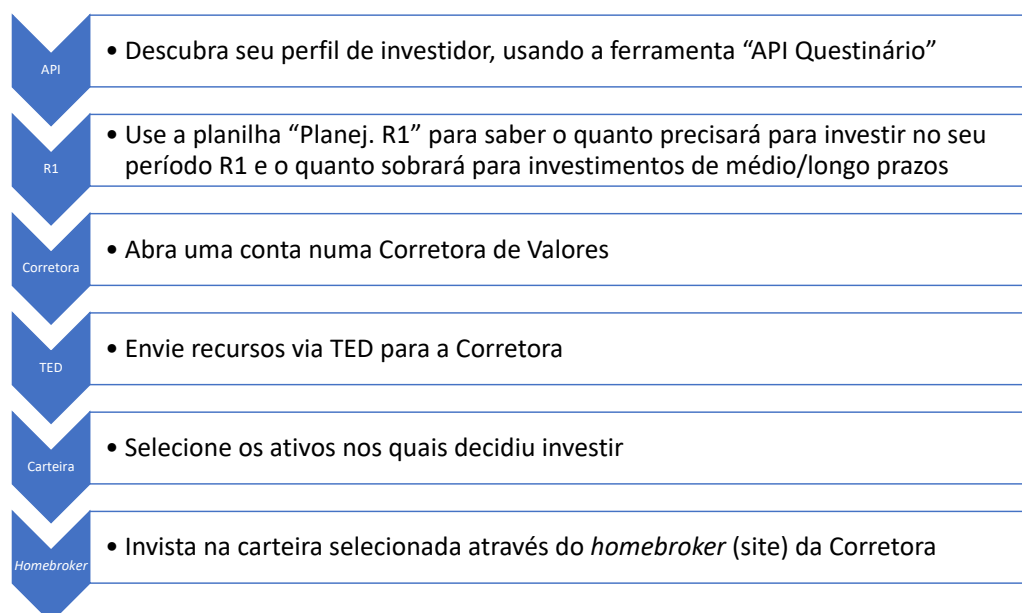 API
• Descubra seu perfil de investidor, usando a ferramenta “API Questinário”
R1
• Use a planilha “Planej. R1” para saber o quanto precisará para investir no seu
período R1 e o quanto sobrará para investimentos de médio/longo prazos
Corretora
• Abra uma conta numa Corretora de Valores
TED
• Envie recursos via TED para a Corretora
Carteira
• Selecione os ativos nos quais decidiu investir
Homebroker
• Invista na carteira selecionada através do homebroker (site) da Corretora